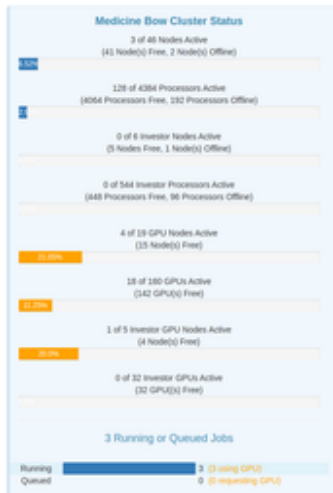 Medicine Bow Cluster Status
3 of 46 Nodes Active
(41 Node(s) Free, 2 Node(s) Offline)
6.52%
128 of 4384 Processors Active
(4064 Processors Free, 192 Processors Offline)
0 of 6 Investor Nodes Active
(5 Nodes Free, 1 Node(s) Offline)
0 of 544 Investor Processors Active
(448 Processors Free, 96 Processors Offline)
4 of 19 GPU Nodes Active
(15 Node(s) Free)
21.05%
18 of 160 GPUs Active
(142 GPU(s) Free)
11.25%
1 of 5 Investor GPU Nodes Active
(4 Node(s) Free)
20.0%
0 of 32 Investor GPUs Active
(32 GPU(s) Free)
3 Running or Queued Jobs
Running 3 (3 using GPU)
Queued 0 (0 requesting GPU)